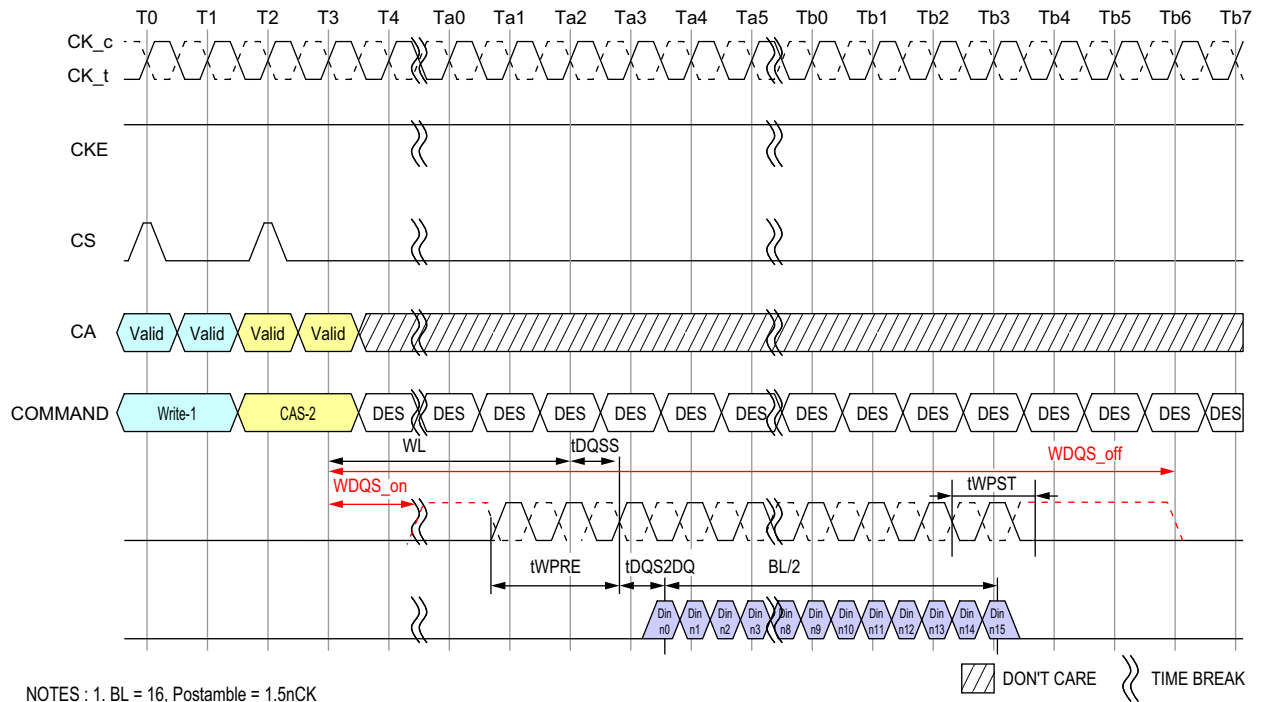 T0 T1 T2 T3 T4 Ta0 Ta1 Ta2 Ta3 Ta4 Ta5 Tb0 Tb1 Tb2 Tb3 Tb4 Tb5 Tb6 Tb7
CK_c
CK_t
CKE
CS
CA Valid Valid Valid Valid
COMMAND Write-1 CAS-2 DES DES DES DES DES DES DES DES DES DES DES DES DES DES DES
WL tDQSS WDQS_off
WDQS_on tWPST
tWPRE tDQS2DQ BL/2
Din Din Din Din Din Din Din Din Din Din Din Din
n0 n1 n2 n3 n8 n9 n10 n11 n12 n13 n14 n15
DON'T CARE TIME BREAK
NOTES : 1. BL = 16, Postamble = 1.5nCK